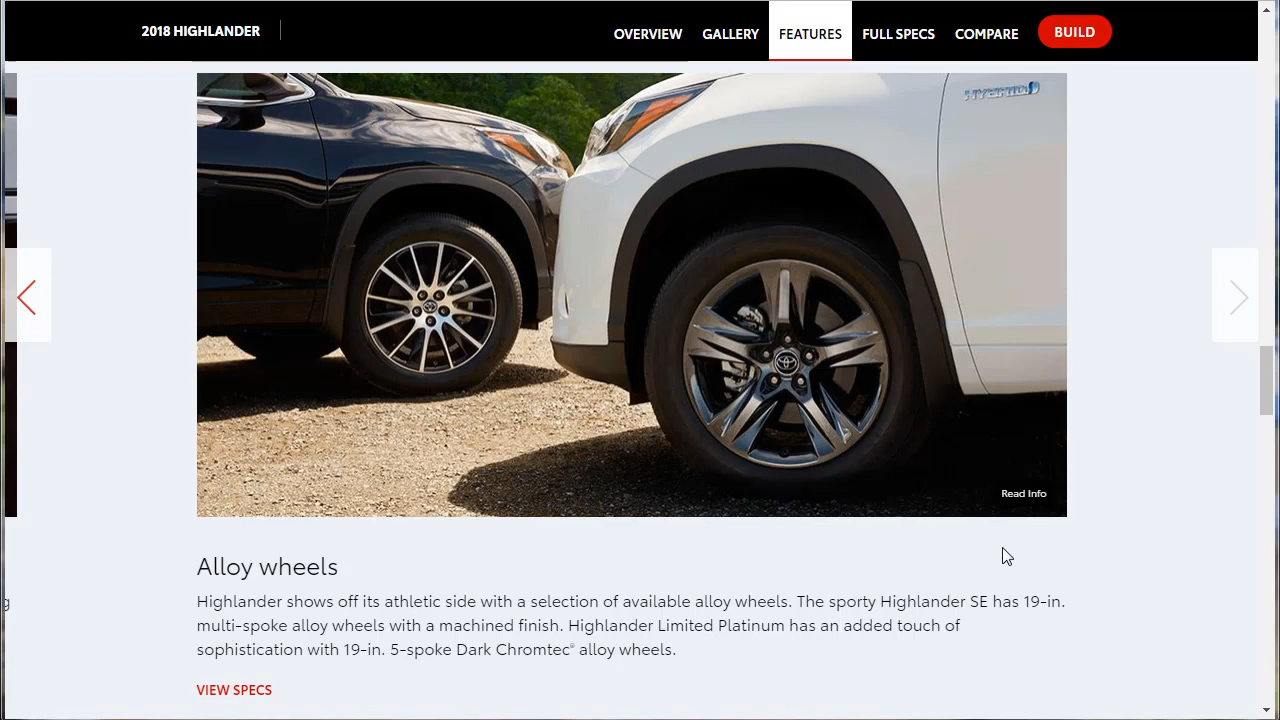 2018 HIGHLANDER
OVERVIEW
GALLERY
FEATURES
FULL SPECS
COMPARE
BUILD
HYBRID
Read Info
g
Alloy wheels
Highlander shows off its athletic side with a selection of available alloy wheels. The sporty Highlander SE has 19-in.
multi-spoke alloy wheels with a machined finish. Highlander Limited Platinum has an added touch of
sophistication with 19-in. 5-spoke Dark Chromtec® alloy wheels.
VIEW SPECS